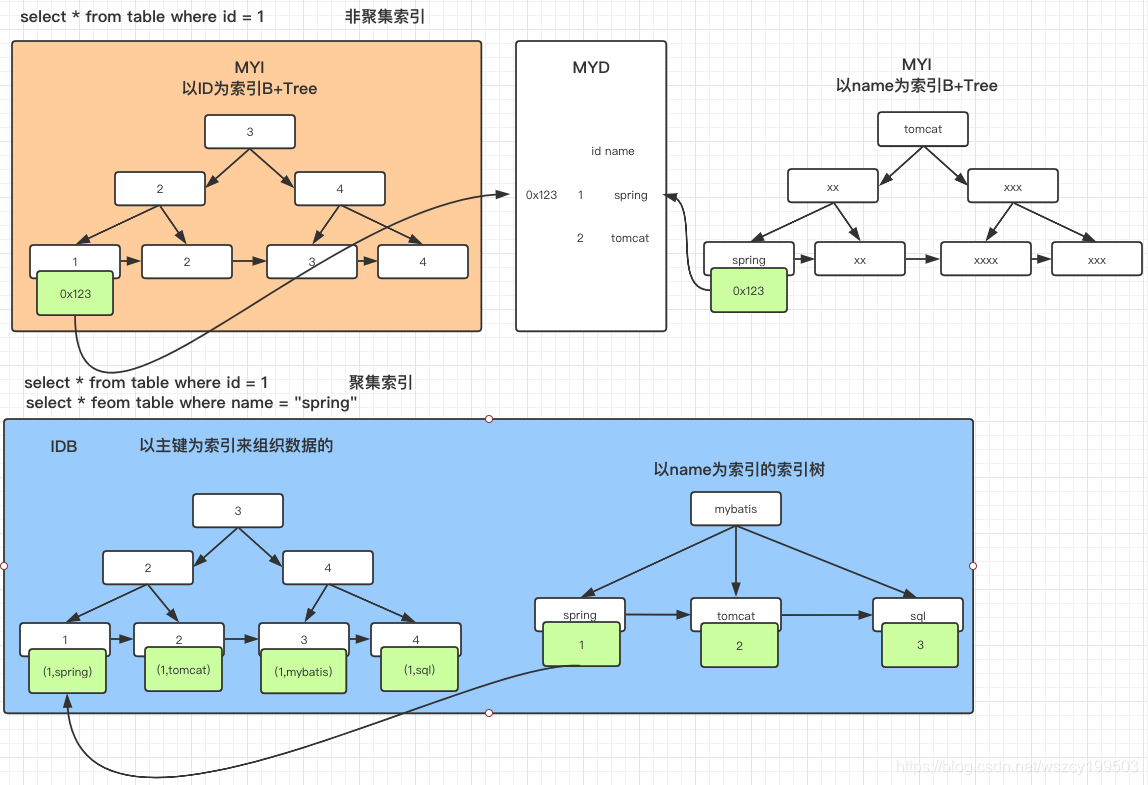 select * from table where id = 1 非聚集索引
MYI
以ID为索引B+Tree
3
2 4
1 2 3 4
0x123
MYD
id name
0x123 1 spring
2 tomcat
MYI
以name为索引B+Tree
tomcat
xx xxx
spring xx xxxx xxx
0x123
select * from table where id = 1 聚集索引
select * feom table where name = "spring"
IDB 以主键为索引来组织数据的
3
2 4
1 2 3 4
(1,spring) (1,tomcat) (1,mybatis) (1,sql)
以name为索引的索引树
mybatis
spring tomcat sql
1 2 3
https://blog.csdn.net/wszcy199503